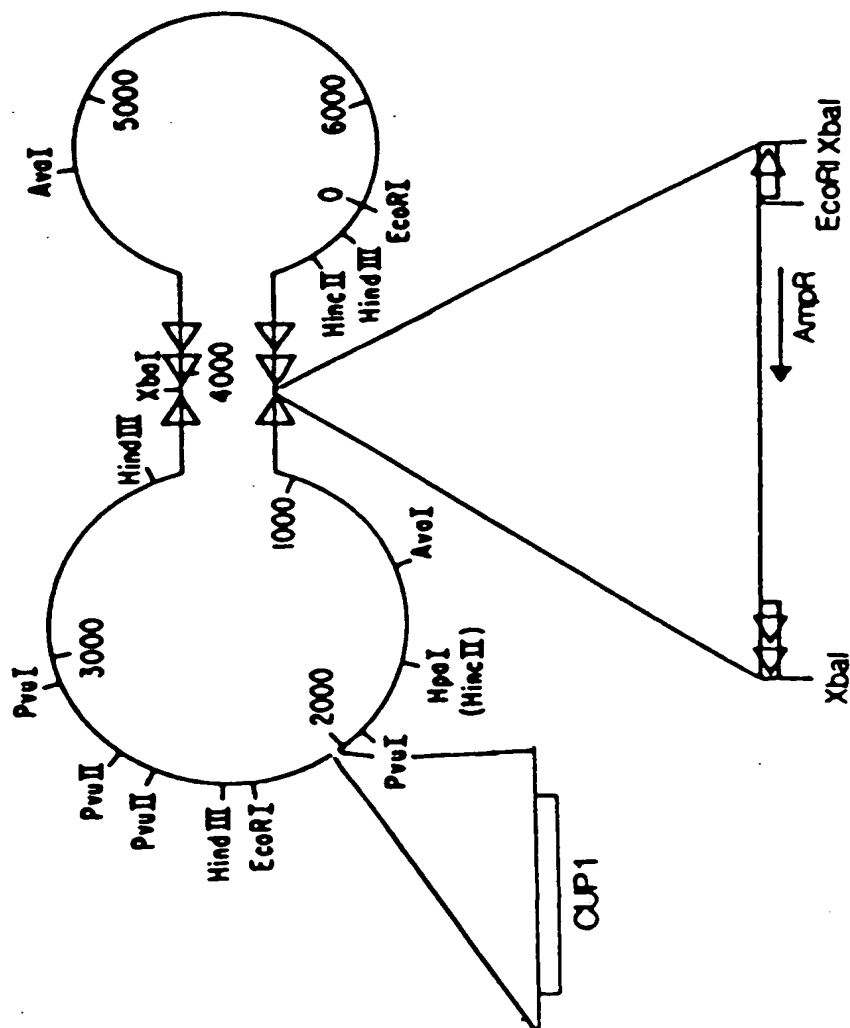 AvaI
5000
6000
0
EcoRI
HindIII
HincII
XbaI
4000
HindIII
1000
AvaI
HpaI
(HincII)
PvuI
2000
3000
PvuI
PvuII
PvuII
HindIII
EcoRI
CUP1
EcoRI XbaI
AmpR
XbaI